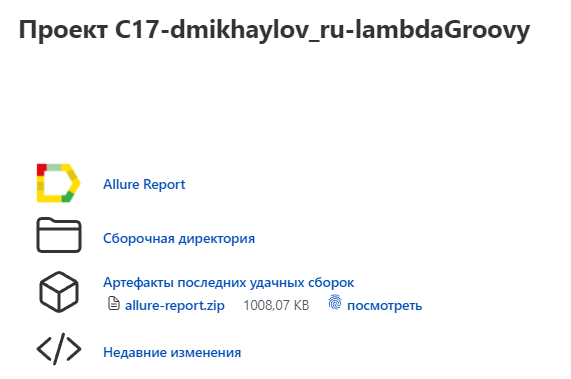 Проект C17-dmikhaylov_ru-lambdaGroovy
Allure Report
Сборочная директория
Артефакты последних удачных сборок
allure-report.zip 1008,07 KB посмотреть
Недавние изменения